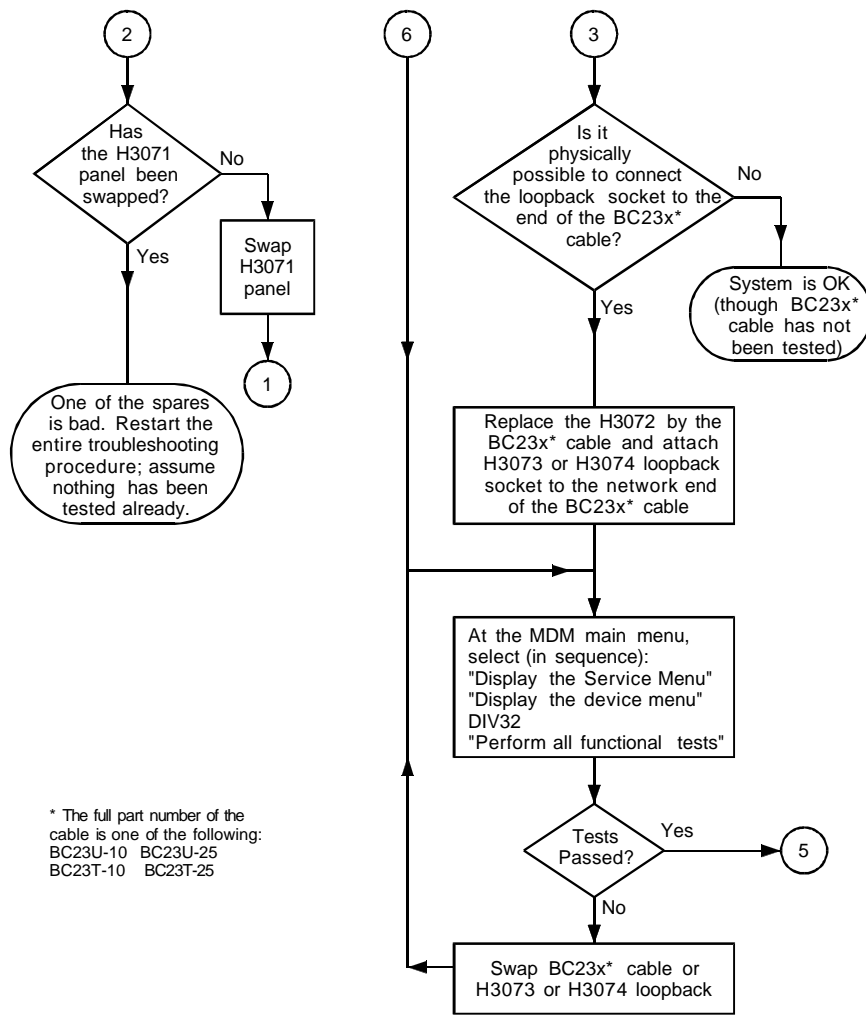 2
Has
the H3071
panel been
swapped?
No
Yes
Swap
H3071
panel
1
One of the spares
is bad. Restart the
entire troubleshooting
procedure; assume
nothing has been
tested already.
6
3
Is it
physically
possible to connect
the loopback socket to the
end of the BC23x*
cable?
No
Yes
System is OK
(though BC23x*
cable has not
been tested)
Replace the H3072 by the
BC23x* cable and attach
H3073 or H3074 loopback
socket to the network end
of the BC23x* cable
At the MDM main menu,
select (in sequence):
"Display the Service Menu"
"Display the device menu"
DIV32
"Perform all functional tests"
Tests
Passed?
Yes
5
No
Swap BC23x* cable or
H3073 or H3074 loopback
* The full part number of the
cable is one of the following:
BC23U-10 BC23U-25
BC23T-10 BC23T-25